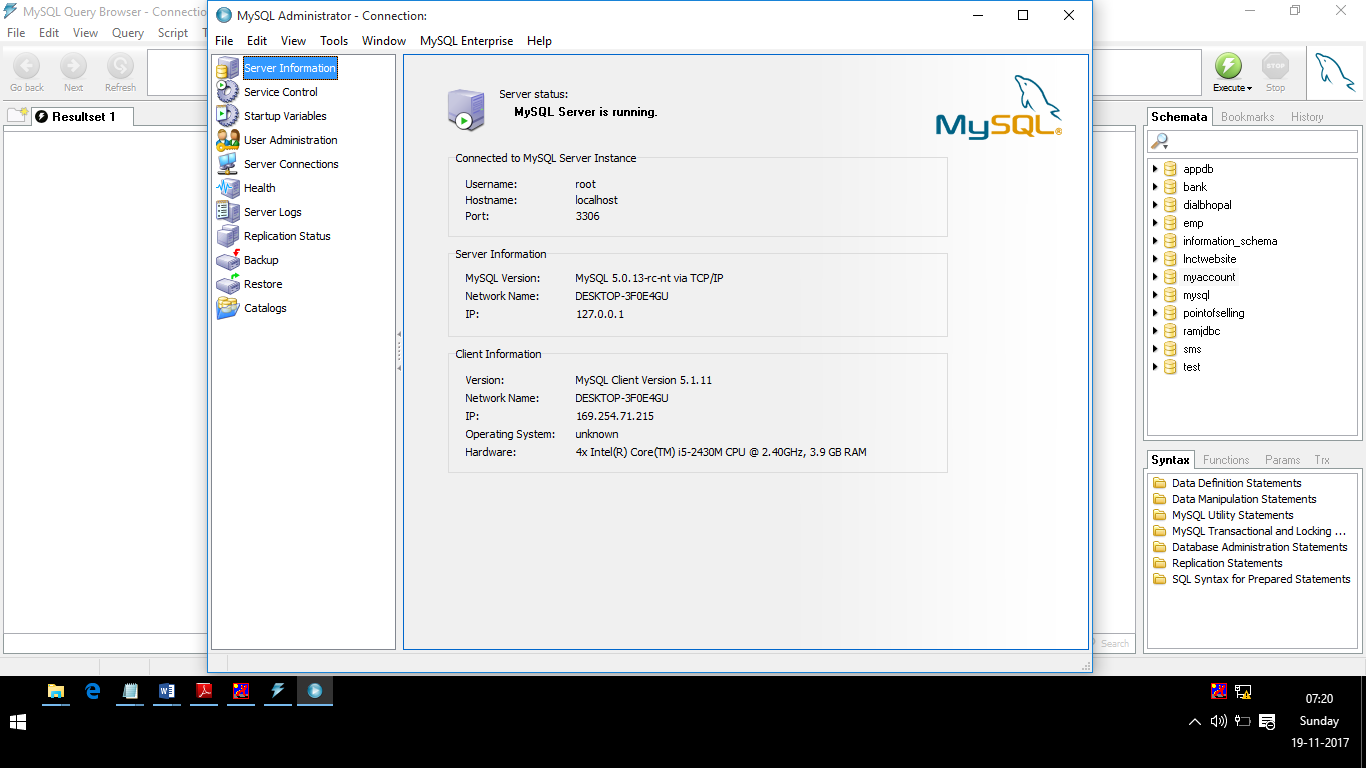 MySQL Query Browser - Connectio
File Edit View Query Script T
Go back Next Refresh
Resultset 1
MySQL Administrator - Connection:
File Edit View Tools Window MySQL Enterprise Help
Server Information
Service Control
Startup Variables
User Administration
Server Connections
Health
Server Logs
Replication Status
Backup
Restore
Catalogs
Server status:
MySQL Server is running.
MySQL®
Connected to MySQL Server Instance
Username: root
Hostname: localhost
Port: 3306
Server Information
MySQL Version: MySQL 5.0.13-rc-nt via TCP/IP
Network Name: DESKTOP-3F0E4GU
IP: 127.0.0.1
Client Information
Version: MySQL Client Version 5.1.11
Network Name: DESKTOP-3F0E4GU
IP: 169.254.71.215
Operating System: unknown
Hardware: 4x Intel(R) Core(TM) i5-2430M CPU @ 2.40GHz, 3.9 GB RAM
Execute Stop
Schemata Bookmarks History
appdb
bank
dialbhopal
emp
information_schema
lnctwebsite
myaccount
mysql
pointofselling
ramjdbc
sms
test
Syntax Functions Params Trx
Data Definition Statements
Data Manipulation Statements
MySQL Utility Statements
MySQL Transactional and Locking ...
Database Administration Statements
Replication Statements
SQL Syntax for Prepared Statements
Search
07:20
Sunday
19-11-2017